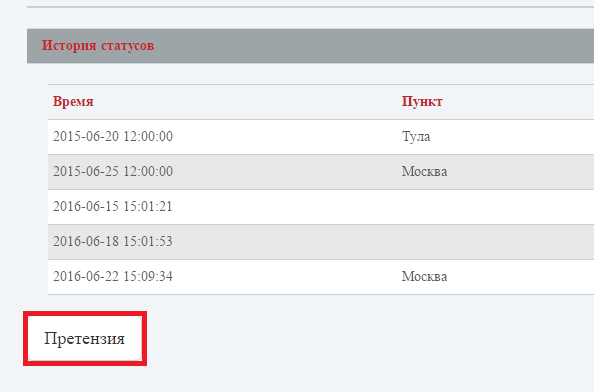 История статусов
Время Пункт
2015-06-20 12:00:00 Тула
2015-06-25 12:00:00 Москва
2016-06-15 15:01:21
2016-06-18 15:01:53
2016-06-22 15:09:34 Москва
Претензия